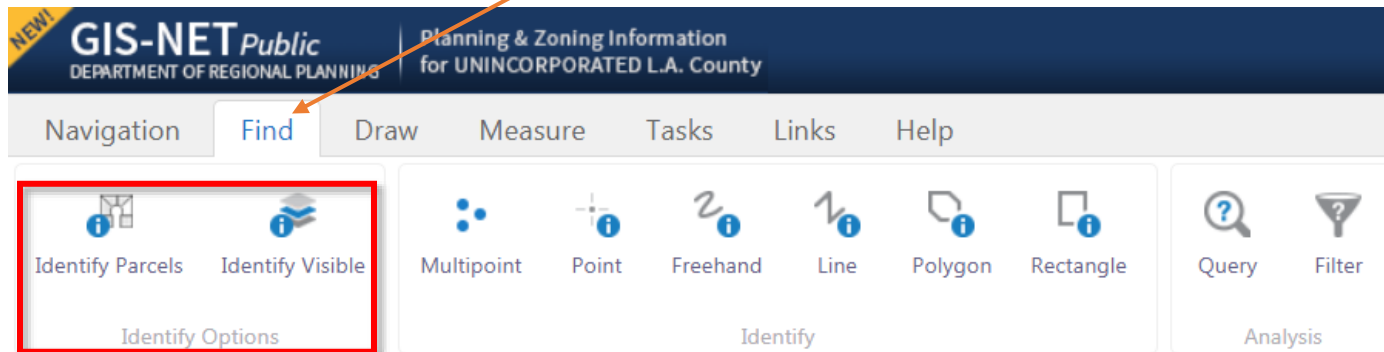 NEW!
GIS-NET Public
DEPARTMENT OF REGIONAL PLANNING
Planning & Zoning Information
for UNINCORPORATED L.A. County
Navigation Find Draw Measure Tasks Links Help
Identify Parcels Identify Visible Multipoint Point Freehand Line Polygon Rectangle Query Filter
Identify Options Identify Analysis